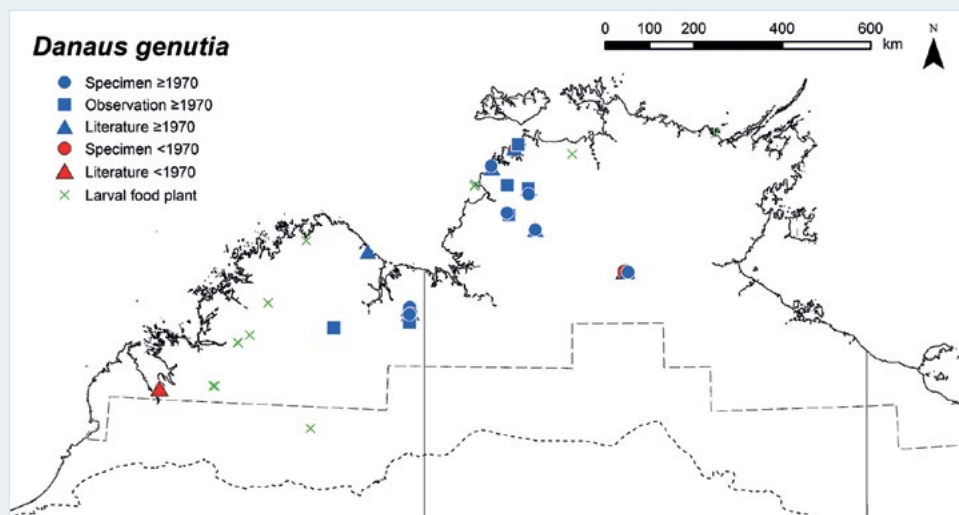 Danaus genutia
Specimen ≥1970
Observation ≥1970
Literature ≥1970
Specimen <1970
Literature <1970
Larval food plant
0 100 200 400 600
km
N